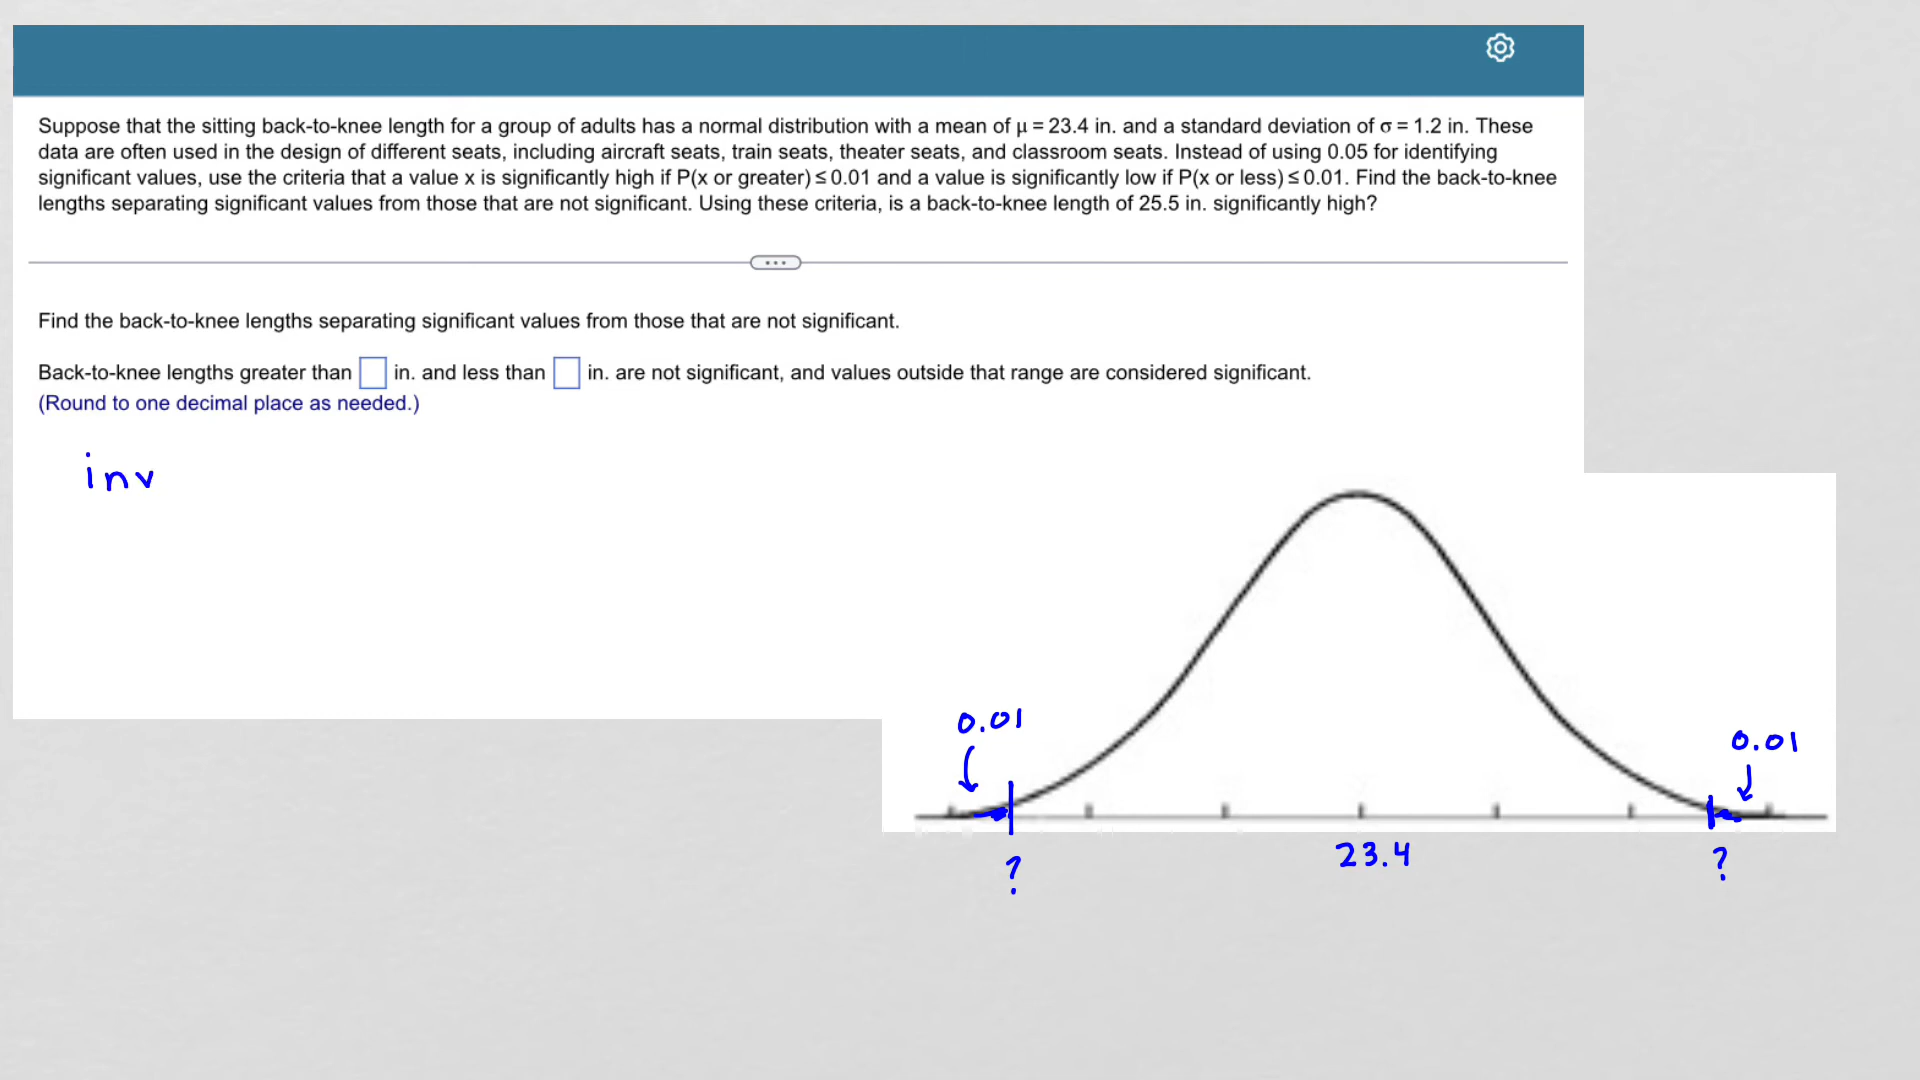 Suppose that the sitting back-to-knee length for a group of adults has a normal distribution with a mean of μ = 23.4 in. and a standard deviation of σ = 1.2 in. These
data are often used in the design of different seats, including aircraft seats, train seats, theater seats, and classroom seats. Instead of using 0.05 for identifying
significant values, use the criteria that a value x is significantly high if P(x or greater) ≤ 0.01 and a value is significantly low if P(x or less) ≤ 0.01. Find the back-to-knee
lengths separating significant values from those that are not significant. Using these criteria, is a back-to-knee length of 25.5 in. significantly high?
Find the back-to-knee lengths separating significant values from those that are not significant.
Back-to-knee lengths greater than in. and less than in. are not significant, and values outside that range are considered significant.
(Round to one decimal place as needed.)
inv
0.01
0.01
? 23.4 ?